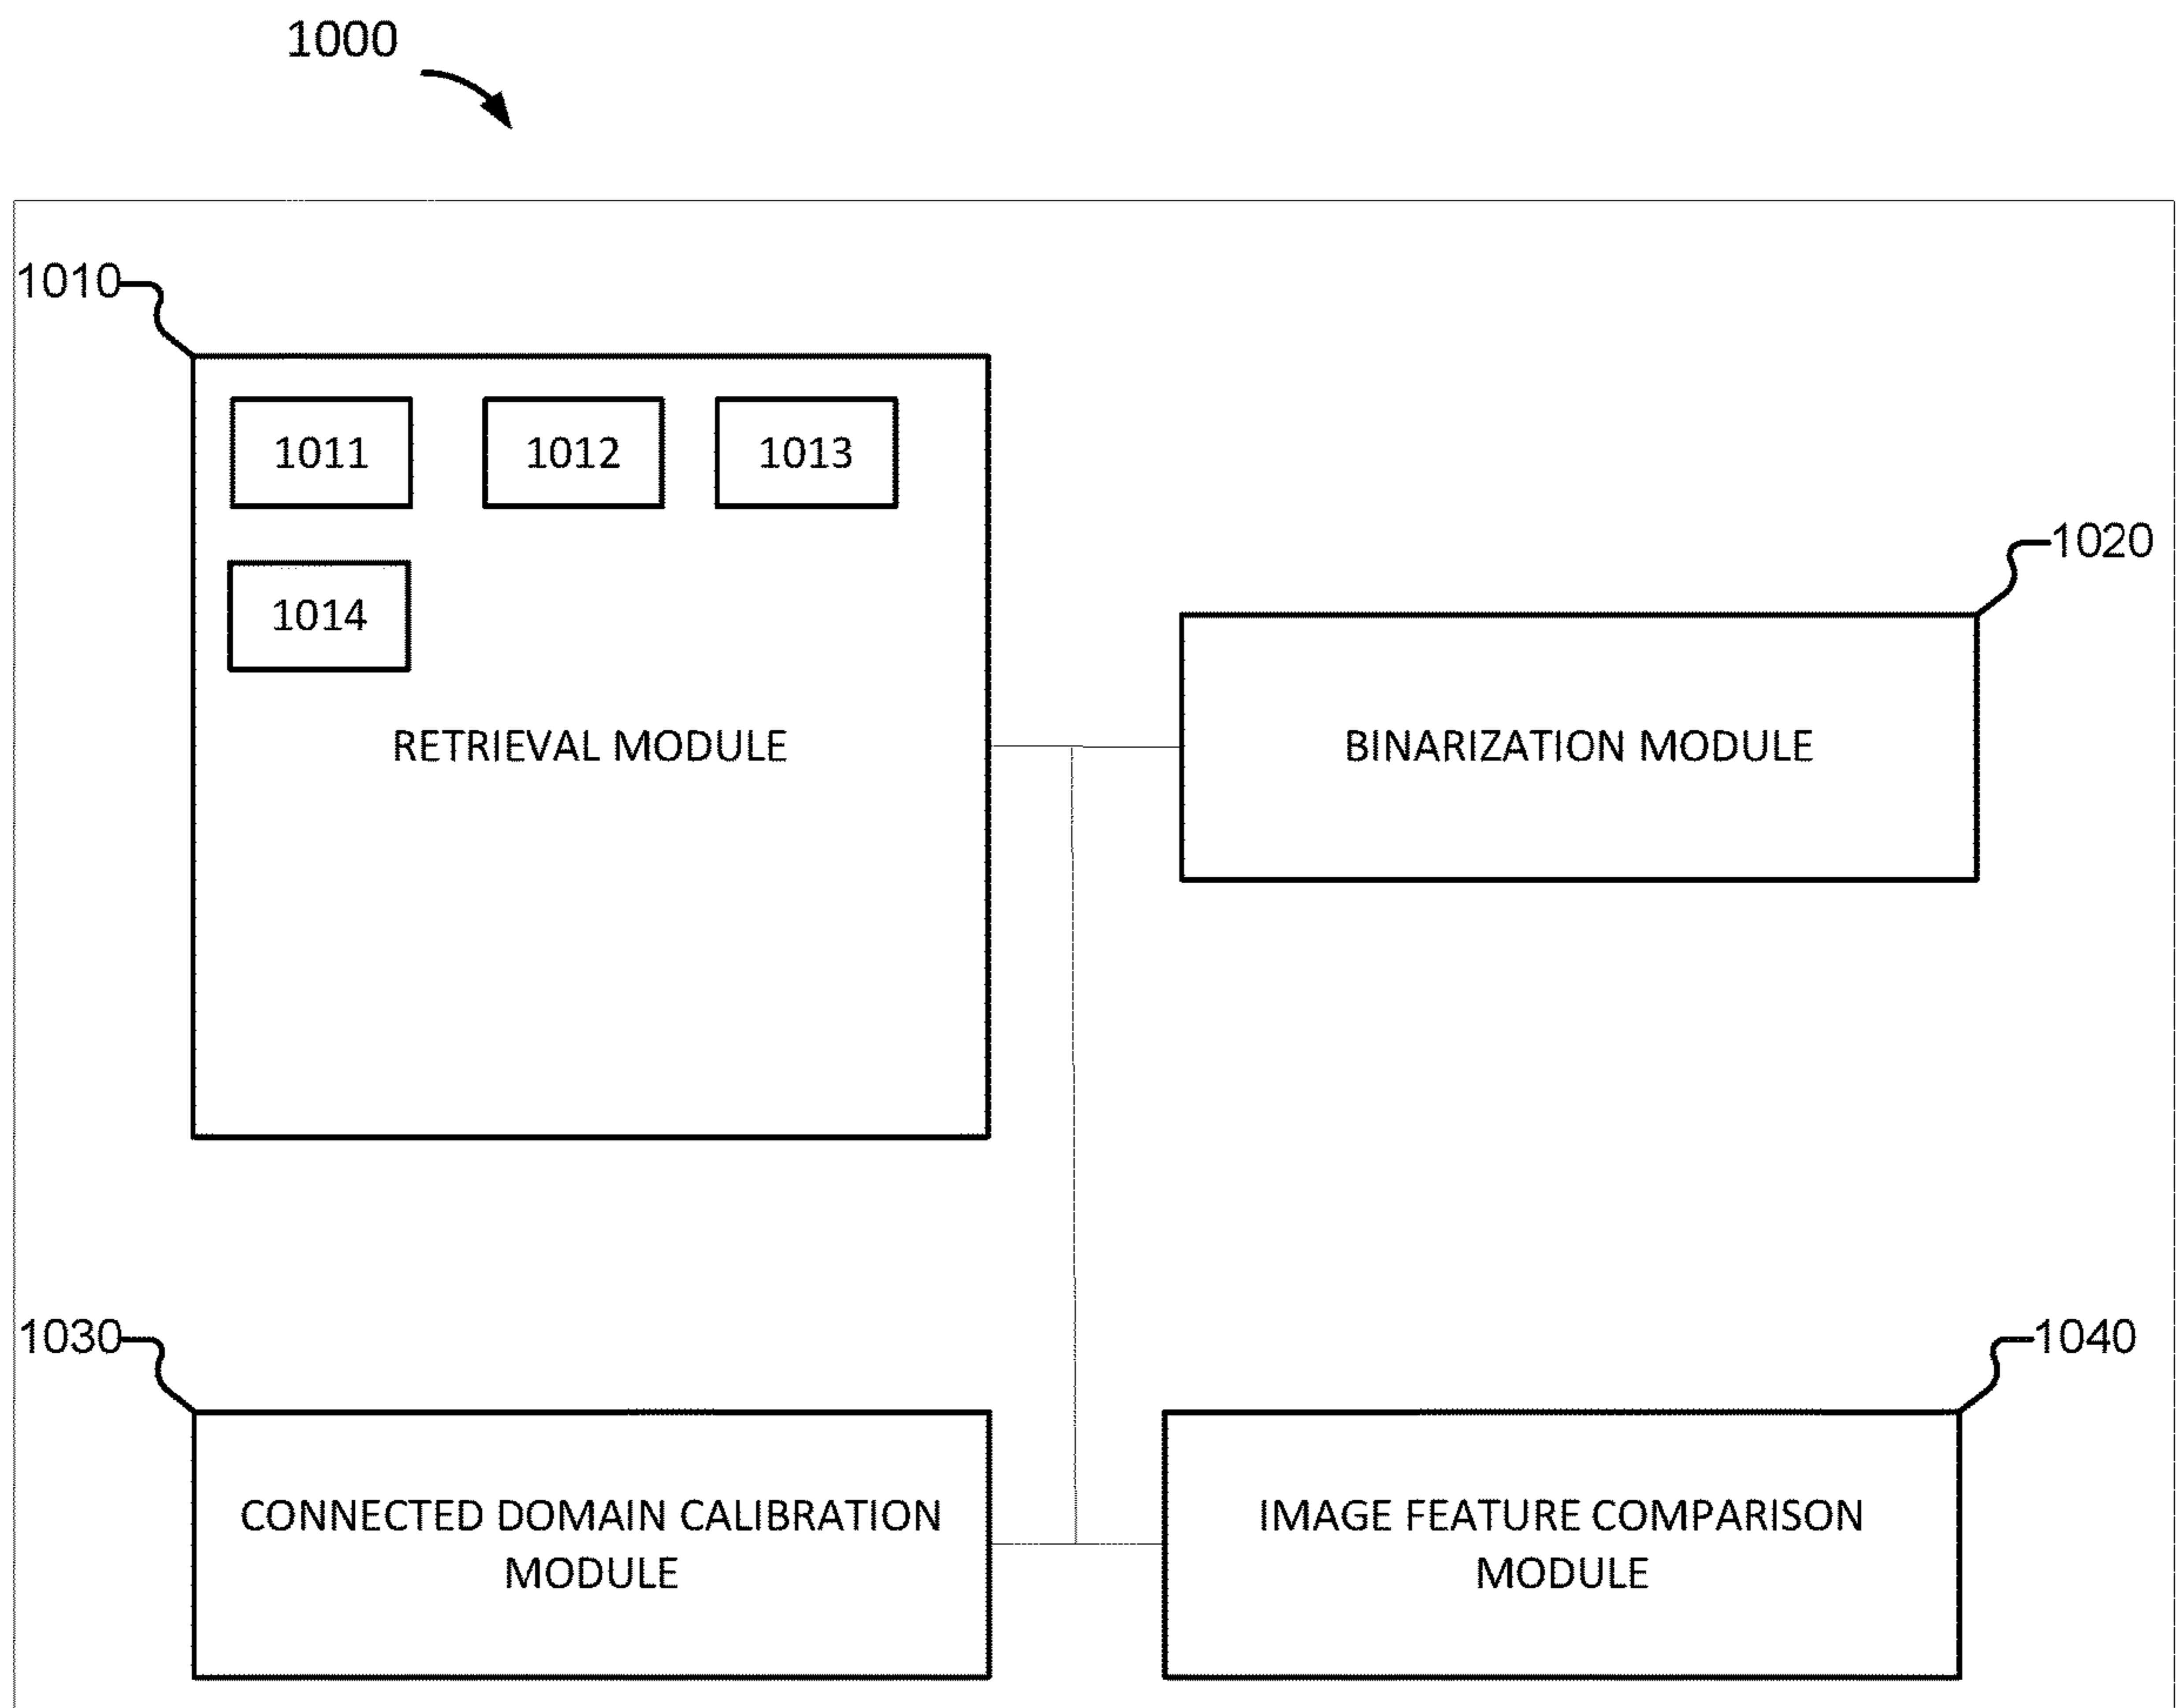 1000
1010
1011 1012 1013
1014
1020
RETRIEVAL MODULE
BINARIZATION MODULE
1030
1040
CONNECTED DOMAIN CALIBRATION
MODULE
IMAGE FEATURE COMPARISON
MODULE